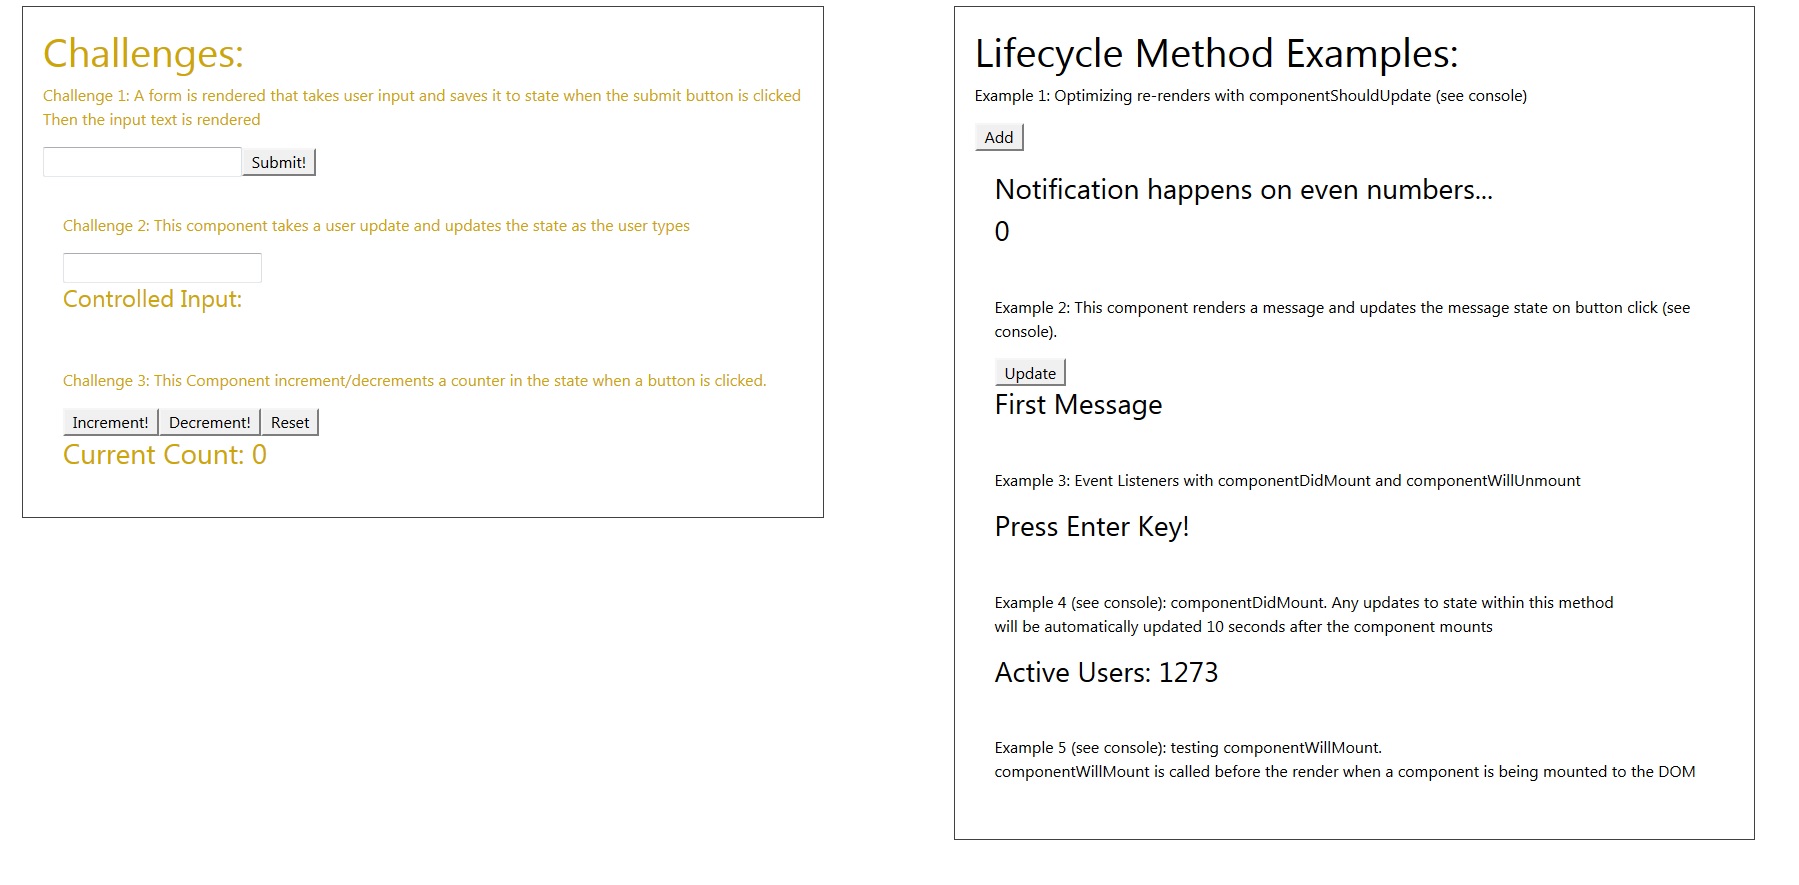 Challenges:
Challenge 1: A form is rendered that takes user input and saves it to state when the submit button is clicked
Then the input text is rendered
Submit!
Challenge 2: This component takes a user update and updates the state as the user types
Controlled Input:
Challenge 3: This Component increment/decrements a counter in the state when a button is clicked.
Increment! Decrement! Reset
Current Count: 0
Lifecycle Method Examples:
Example 1: Optimizing re-renders with componentShouldUpdate (see console)
Add
Notification happens on even numbers...
0
Example 2: This component renders a message and updates the message state on button click (see
console).
Update
First Message
Example 3: Event Listeners with componentDidMount and componentWillUnmount
Press Enter Key!
Example 4 (see console): componentDidMount. Any updates to state within this method
will be automatically updated 10 seconds after the component mounts
Active Users: 1273
Example 5 (see console): testing componentWillMount.
componentWillMount is called before the render when a component is being mounted to the DOM